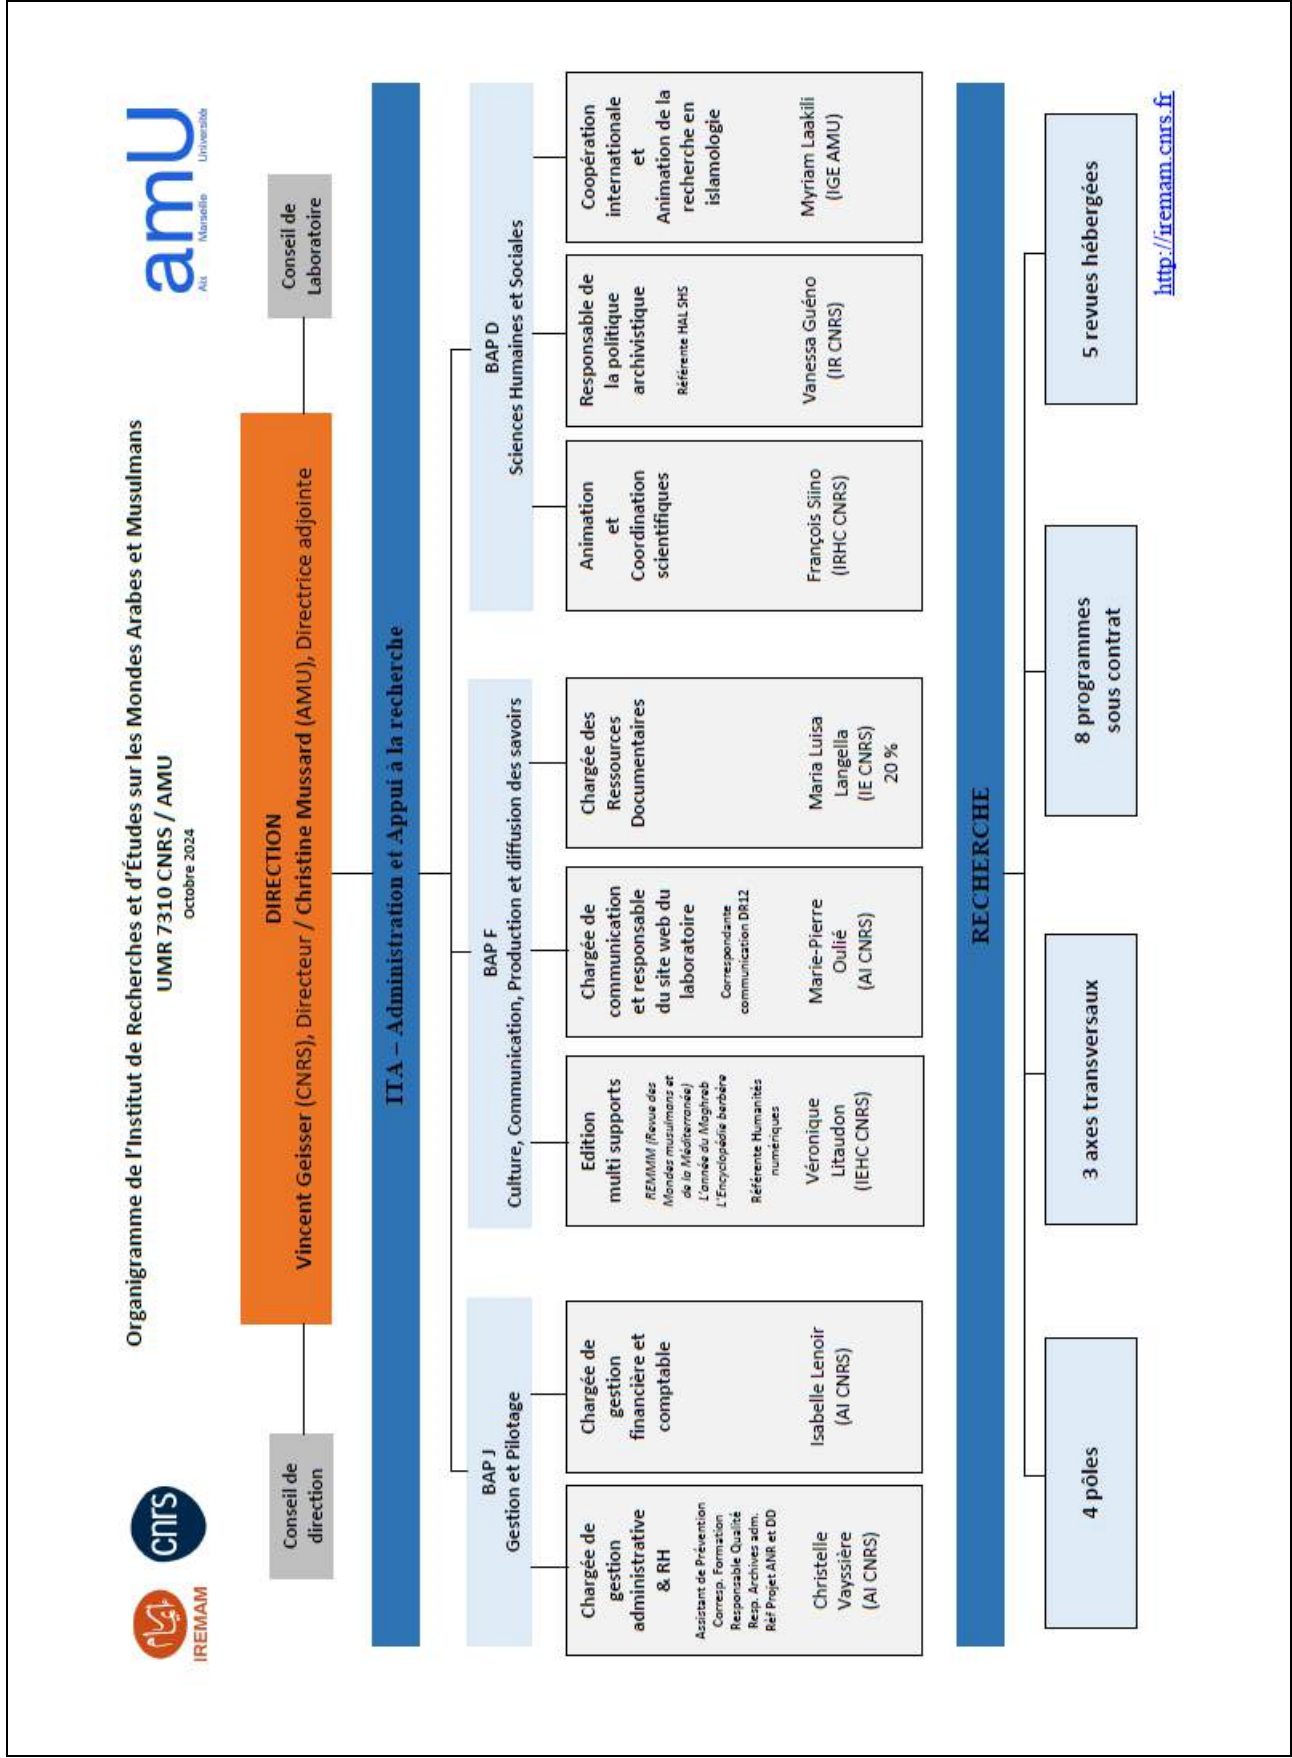 IREMAM
cnrs
Organigramme de l'Institut de Recherches et d'Études sur les Mondes Arabes et Musulmans
UMR 7310 CNRS / AMU
Octobre 2024
amU
Aix Marseille Université
Conseil de
direction
DIRECTION
Vincent Geisser (CNRS), Directeur / Christine Mussard (AMU), Directrice adjointe
Conseil de
Laboratoire
ITA – Administration et Appui à la recherche
BAP J
Gestion et Pilotage
Chargée de
gestion
administrative
& RH
Assistant de Prévention
Corresp. Formation
Responsable Qualité
Resp. Archives adm.
Réf Projet ANR et DD
Christelle
Vayssière
(AI CNRS)
Chargée de
gestion
financière et
comptable
Isabelle Lenoir
(AI CNRS)
BAP F
Culture, Communication, Production et diffusion des savoirs
Edition
multi supports
REMMM (Revue des
Mondes musulmans et
de la Méditerranée)
L'année du Maghreb
L'Encyclopédie berbère
Référente Humanités
numériques
Véronique
Litaudon
(IEHC CNRS)
Chargée de
communication
et responsable
du site web du
laboratoire
Correspondante
communication DR12
Marie-Pierre
Oulié
(AI CNRS)
Chargée des
Ressources
Documentaires
Maria Luisa
Langella
(IE CNRS)
20 %
BAP D
Sciences Humaines et Sociales
Animation
et
Coordination
scientifiques
François Siino
(IRHC CNRS)
Responsable de
la politique
archivistique
Référente HAL SHS
Vanessa Guéno
(IR CNRS)
Coopération
internationale
et
Animation de la
recherche en
islamologie
Myriam Laakili
(IGE AMU)
RECHERCHE
4 pôles
3 axes transversaux
8 programmes
sous contrat
5 revues hébergées
http://iremam.cnrs.fr